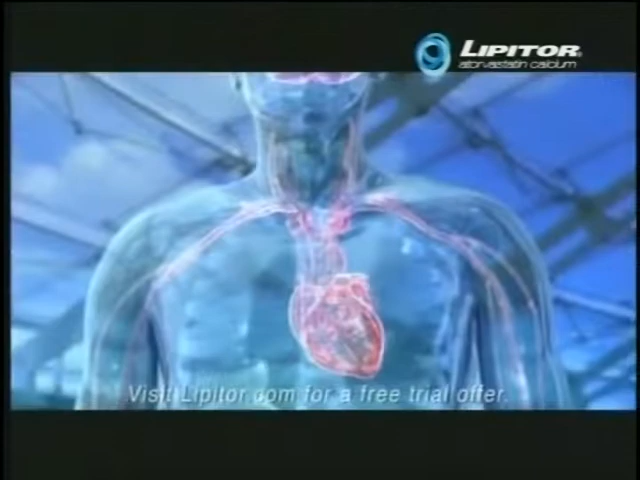 LIPITOR®
atorvastatin calcium
Visit Lipitor.com for a free trial offer.